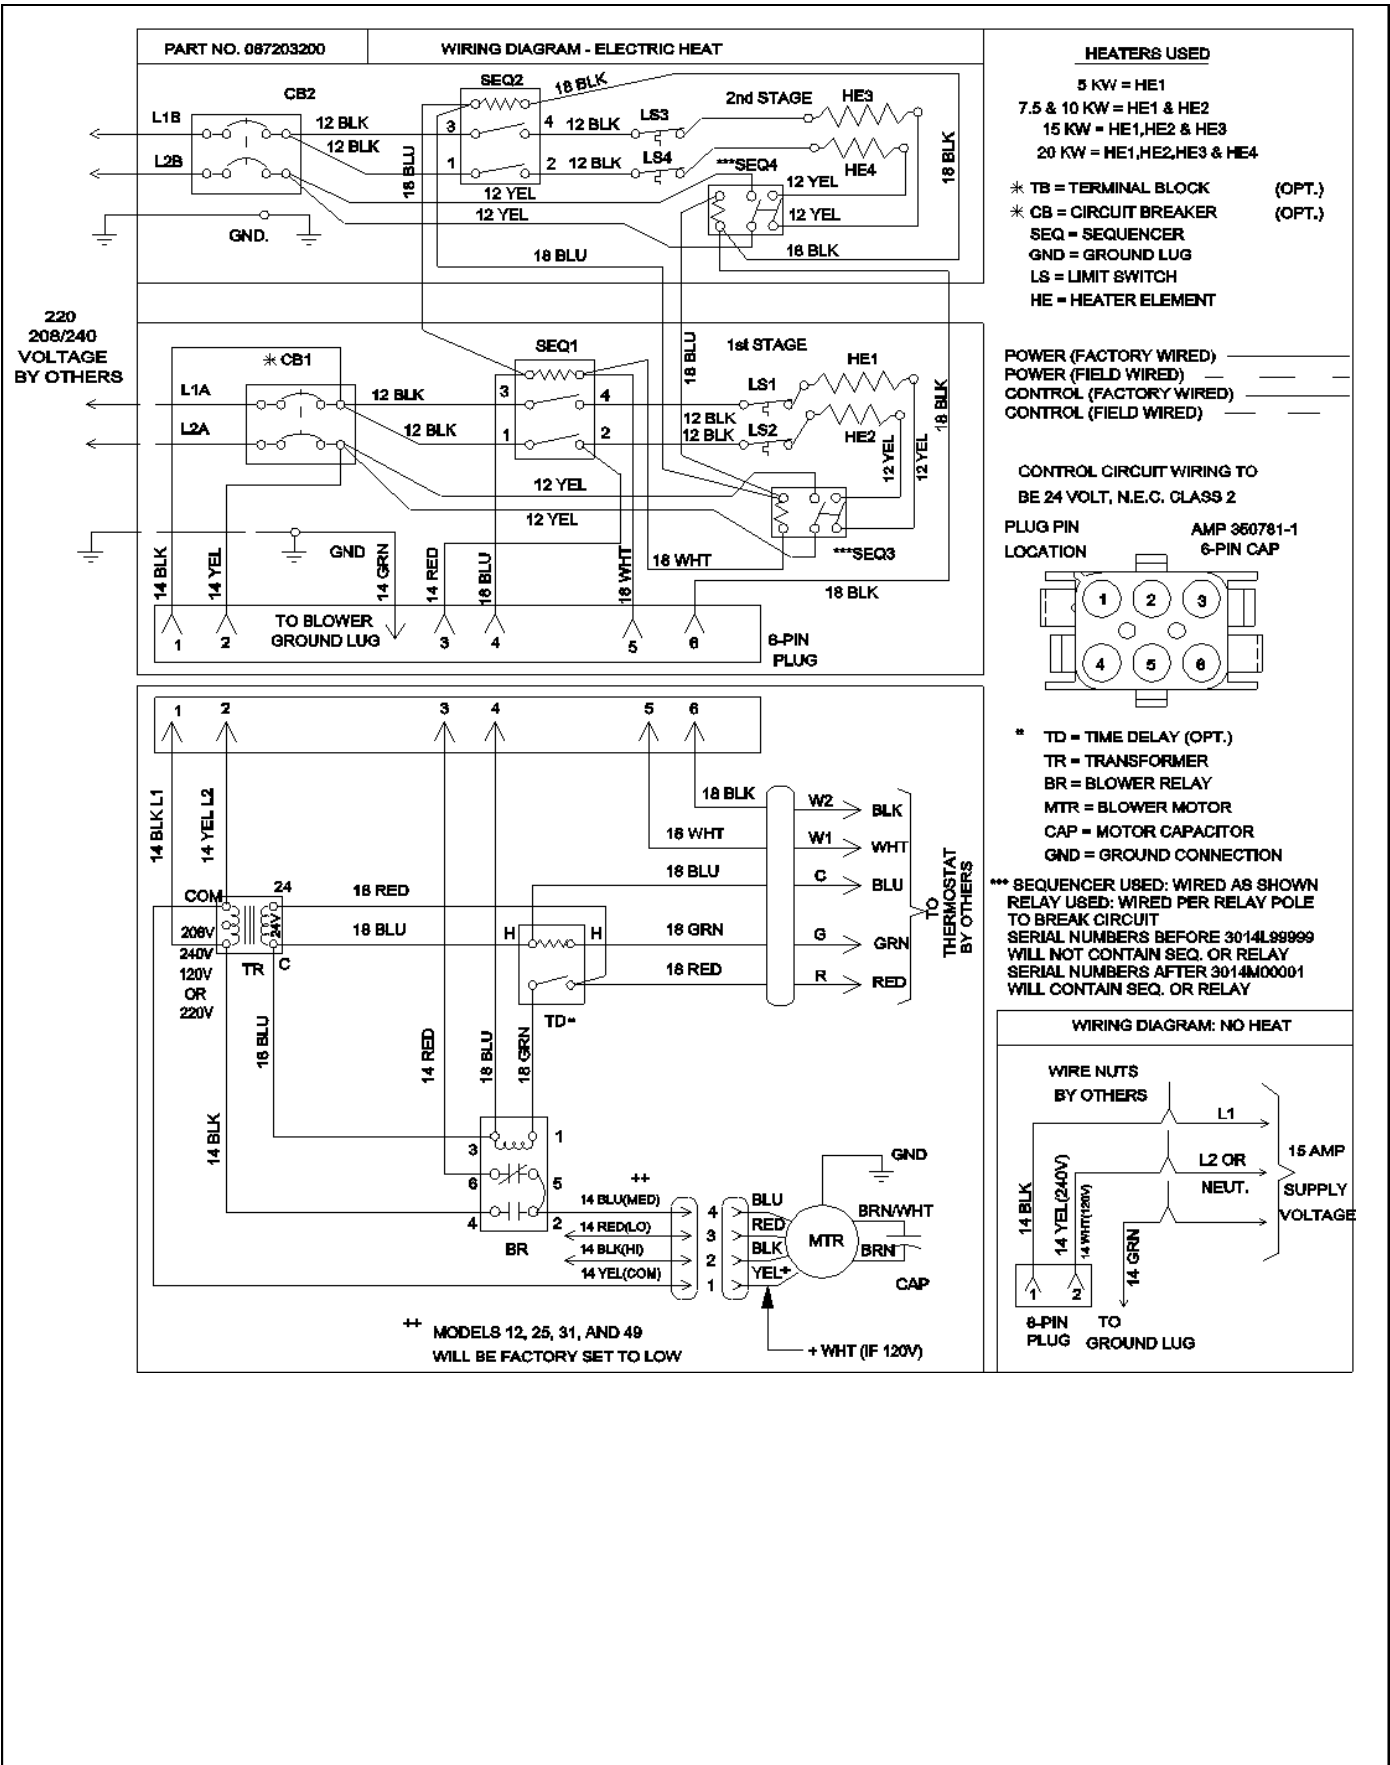 PART NO. 067203200
WIRING DIAGRAM - ELECTRIC HEAT
CB2
SEQ2
18 BLK
2nd STAGE
HE3
L1B
12 BLK
3
4
12 BLK
LS3
12 BLK
L2B
1
2
12 BLK
LS4
HE4
18 BLU
***SEQ4
18 BLK
12 YEL
12 YEL
12 YEL
12 YEL
GND.
18 BLU
18 BLK
220
208/240
VOLTAGE
BY OTHERS
* CB1
SEQ1
1st STAGE
18 BLU
HE1
L1A
12 BLK
3
4
LS1
12 BLK
18 BLK
L2A
12 BLK
1
2
12 BLK
LS2
HE2
12 YEL
12 YEL
12 YEL
12 YEL
***SEQ3
GND
18 WHT
18 BLK
14 BLK
14 YEL
14 GRN
14 RED
18 BLU
18 WHT
TO BLOWER
GROUND LUG
1
2
3
4
5
6
6-PIN
PLUG
1
2
3
4
5
6
14 BLK L1
14 YEL L2
18 BLK
W2
BLK
18 WHT
W1
WHT
18 BLU
C
BLU
18 GRN
G
GRN
18 RED
R
RED
TO
THERMOSTAT
BY OTHERS
COM
24
18 RED
208V
24V
18 BLU
H
H
240V
TR
C
120V
OR
220V
TD**
18 BLU
14 RED
18 BLU
18 GRN
14 BLK
3
1
6
5
4
2
BR
++
14 BLU(MED)
14 RED(LO)
14 BLK(HI)
14 YEL(COM)
4
3
2
1
BLU
RED
BLK
YEL+
MTR
GND
BRN/WHT
BRN
CAP
++ MODELS 12, 25, 31, AND 49
WILL BE FACTORY SET TO LOW
+ WHT (IF 120V)
HEATERS USED
5 KW = HE1
7.5 & 10 KW = HE1 & HE2
15 KW = HE1,HE2 & HE3
20 KW = HE1,HE2,HE3 & HE4
* TB = TERMINAL BLOCK (OPT.)
* CB = CIRCUIT BREAKER (OPT.)
SEQ = SEQUENCER
GND = GROUND LUG
LS = LIMIT SWITCH
HE = HEATER ELEMENT
POWER (FACTORY WIRED)
POWER (FIELD WIRED)
CONTROL (FACTORY WIRED)
CONTROL (FIELD WIRED)
CONTROL CIRCUIT WIRING TO
BE 24 VOLT, N.E.C. CLASS 2
PLUG PIN
LOCATION
AMP 350781-1
6-PIN CAP
1
2
3
4
5
6
** TD = TIME DELAY (OPT.)
TR = TRANSFORMER
BR = BLOWER RELAY
MTR = BLOWER MOTOR
CAP = MOTOR CAPACITOR
GND = GROUND CONNECTION
*** SEQUENCER USED: WIRED AS SHOWN
RELAY USED: WIRED PER RELAY POLE
TO BREAK CIRCUIT
SERIAL NUMBERS BEFORE 3014L99999
WILL NOT CONTAIN SEQ. OR RELAY
SERIAL NUMBERS AFTER 3014M00001
WILL CONTAIN SEQ. OR RELAY
WIRING DIAGRAM: NO HEAT
WIRE NUTS
BY OTHERS
L1
L2 OR
NEUT.
15 AMP
SUPPLY
VOLTAGE
14 BLK
14 YEL(240V)
14 WHT(120V)
14 GRN
1
2
6-PIN
PLUG
TO
GROUND LUG